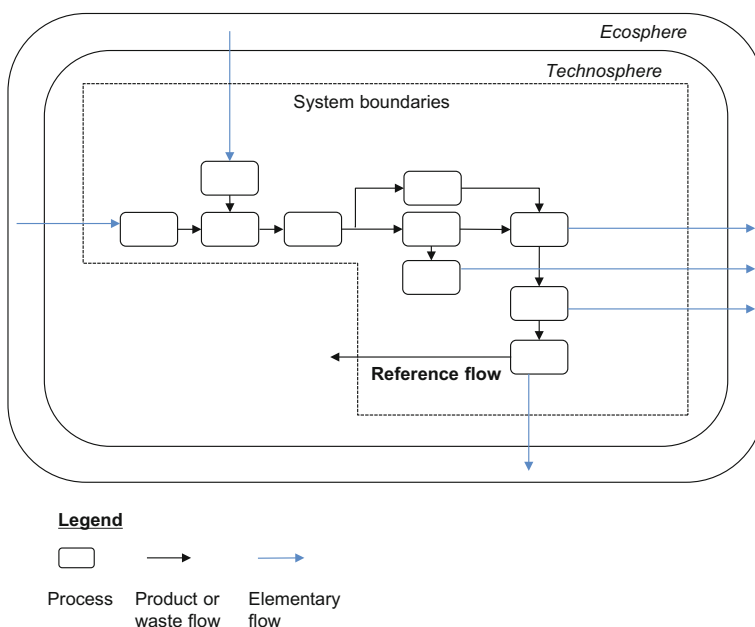 Ecosphere
Technosphere
System boundaries
Reference flow
Legend
Process
Product or
waste flow
Elementary
flow